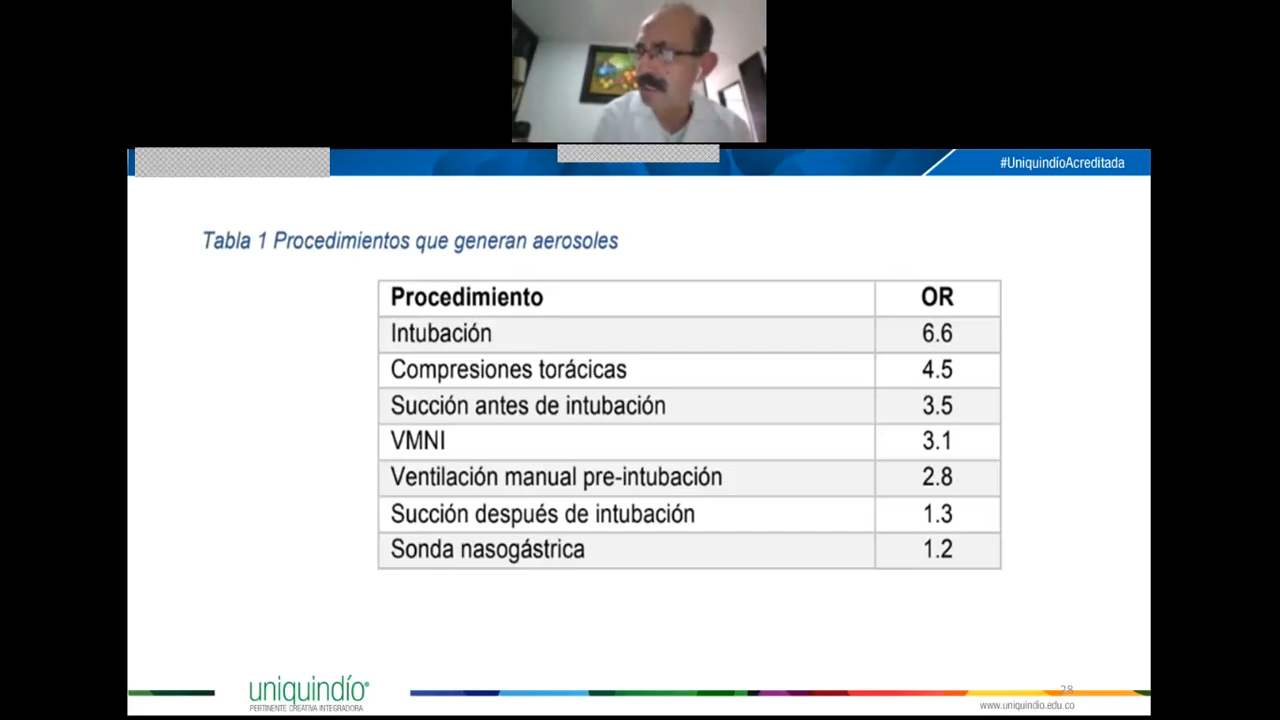 #UniquindíoAcreditada
Tabla 1 Procedimientos que generan aerosoles
Procedimiento OR
Intubación 6.6
Compresiones torácicas 4.5
Succión antes de intubación 3.5
VMNI 3.1
Ventilación manual pre-intubación 2.8
Succión después de intubación 1.3
Sonda nasogástrica 1.2
uniquindío®
PERTINENTE CREATIVA INTEGRADORA
28
www.uniquindio.edu.co